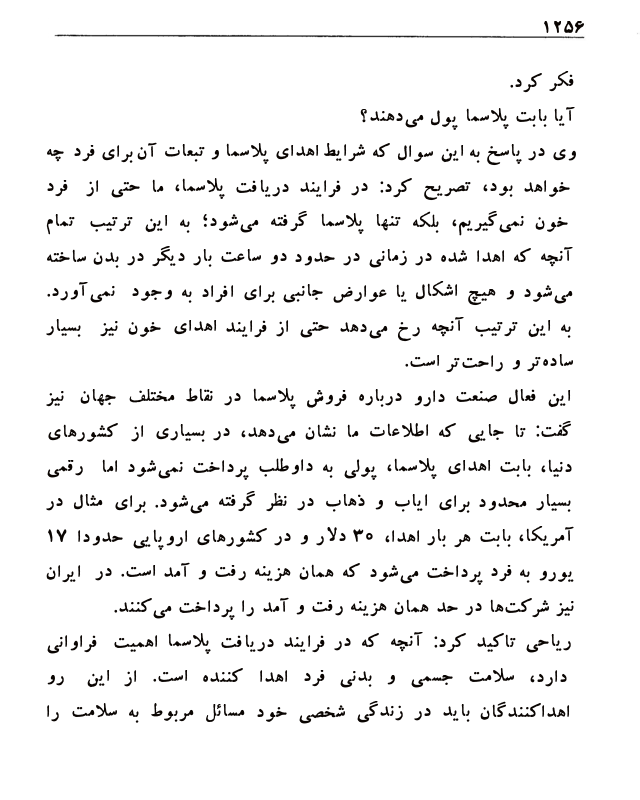 ۱۲۵۶
فکر کرد.
آیا بابت پلاسما پول می‌دهند؟
وی در پاسخ به این سوال که شرایط اهدای پلاسما و تبعات آن برای فرد چه
خواهد بود، تصریح کرد: در فرایند دریافت پلاسما، ما حتی از فرد
خون نمی‌گیریم، بلکه تنها پلاسما گرفته می‌شود؛ به این ترتیب تمام
آنچه که اهدا شده در زمانی در حدود دو ساعت بار دیگر در بدن ساخته
می‌شود و هیچ اشکال یا عوارض جانبی برای افراد به وجود نمی‌آورد.
به این ترتیب آنچه رخ می‌دهد حتی از فرایند اهدای خون نیز بسیار
ساده‌تر و راحت‌تر است.
این فعال صنعت دارو درباره فروش پلاسما در نقاط مختلف جهان نیز
گفت: تا جایی که اطلاعات ما نشان می‌دهد، در بسیاری از کشورهای
دنیا، بابت اهدای پلاسما، پولی به داوطلب پرداخت نمی‌شود اما رقمی
بسیار محدود برای ایاب و ذهاب در نظر گرفته می‌شود. برای مثال در
آمریکا، بابت هر بار اهدا، ۳۰ دلار و در کشورهای اروپایی حدودا ۱۷
یورو به فرد پرداخت می‌شود که همان هزینه رفت و آمد است. در ایران
نیز شرکت‌ها در حد همان هزینه رفت و آمد را پرداخت می‌کنند.
ریاحی تاکید کرد: آنچه که در فرایند دریافت پلاسما اهمیت فراوانی
دارد، سلامت جسمی و بدنی فرد اهدا کننده است. از این رو
اهداکنندگان باید در زندگی شخصی خود مسائل مربوط به سلامت را